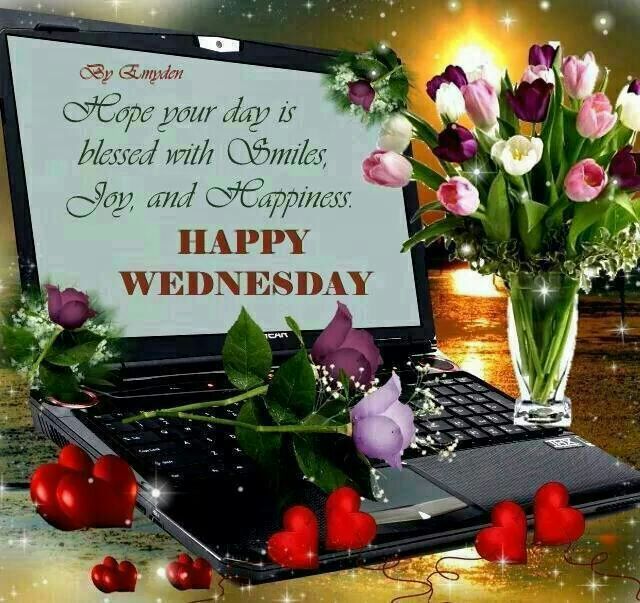 By Emyden
Hope your day is
blessed with Smiles,
Joy, and Happiness.
HAPPY
WEDNESDAY